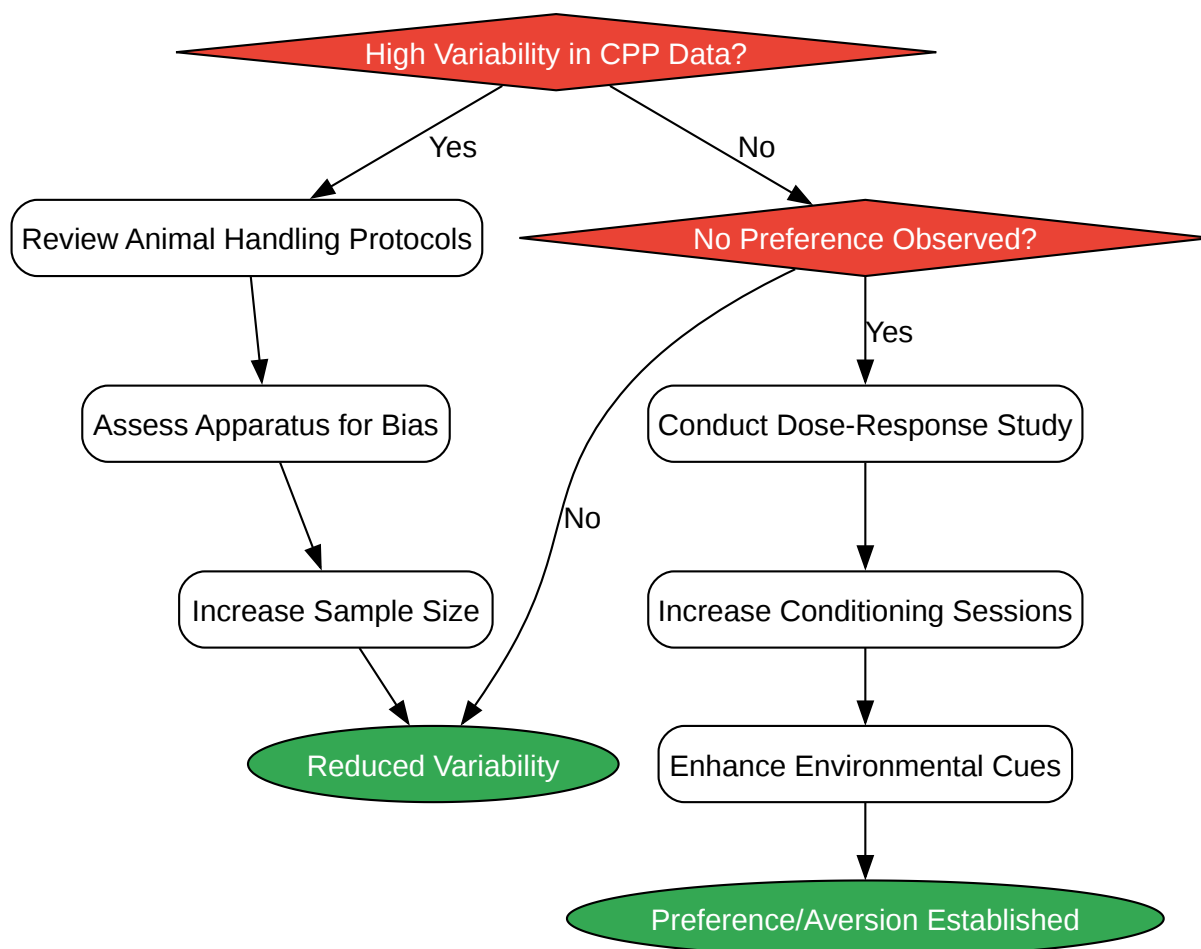 High Variability in CPP Data?
Yes
No
Review Animal Handling Protocols
No Preference Observed?
Yes
Assess Apparatus for Bias
Conduct Dose-Response Study
No
Increase Sample Size
Increase Conditioning Sessions
Reduced Variability
Enhance Environmental Cues
Preference/Aversion Established